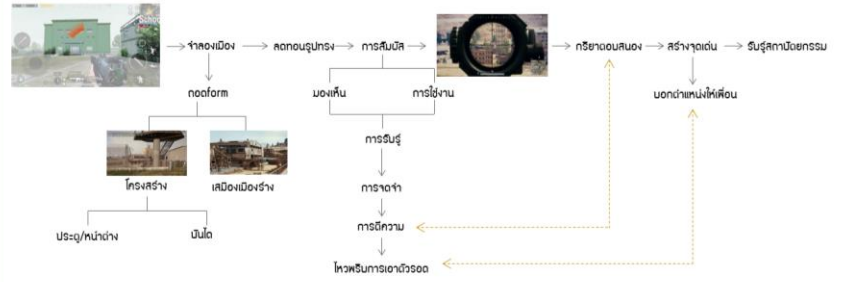 จำลองเมือง
ลดทอนรูปทรง
การสัมผัส
กริยาตอบสนอง
สร้างจุดเด่น
รับรู้สถาปัตยกรรม
ถอดform
มองเห็น
การใช้งาน
บอกตำแหน่งให้เพื่อน
การรับรู้
โครงสร้าง
เสมือนเมืองร้าง
การจดจำ
ประตู/หน้าต่าง
บันได
การตีความ
ไหวพริบการเอาตัวรอด